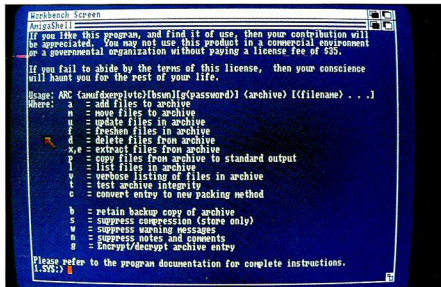 Workbench Screen
AmigaShell
If you like this program, and find it of use, then your contribution will
be appreciated. You may not use this product in a commercial environment
or a governmental organization without paying a license fee of $35.
If you fail to abide by the terms of this license, then your conscience
will haunt you for the rest of your life.
Usage: ARC {amufdxerplvtc}[bswn][g(password)] {archive} [{filename} . . .]
Where: a = add files to archive
m = move files to archive
u = update files in archive
f = freshen files in archive
d = delete files from archive
x,e = extract files from archive
p = copy files from archive to standard output
l = list files in archive
v = verbose listing of files in archive
t = test archive integrity
c = convert entry to new packing method
b = retain backup copy of archive
s = suppress compression (store only)
w = suppress warning messages
n = suppress notes and comments
g = Encrypt/decrypt archive entry
Please refer to the program documentation for complete instructions.
1.SYS:>